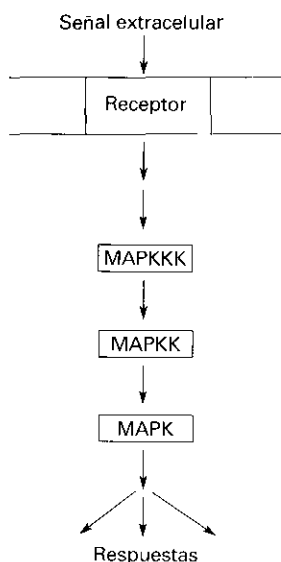 Señal extracelular
Receptor
MAPKKK
MAPKK
MAPK
Respuestas